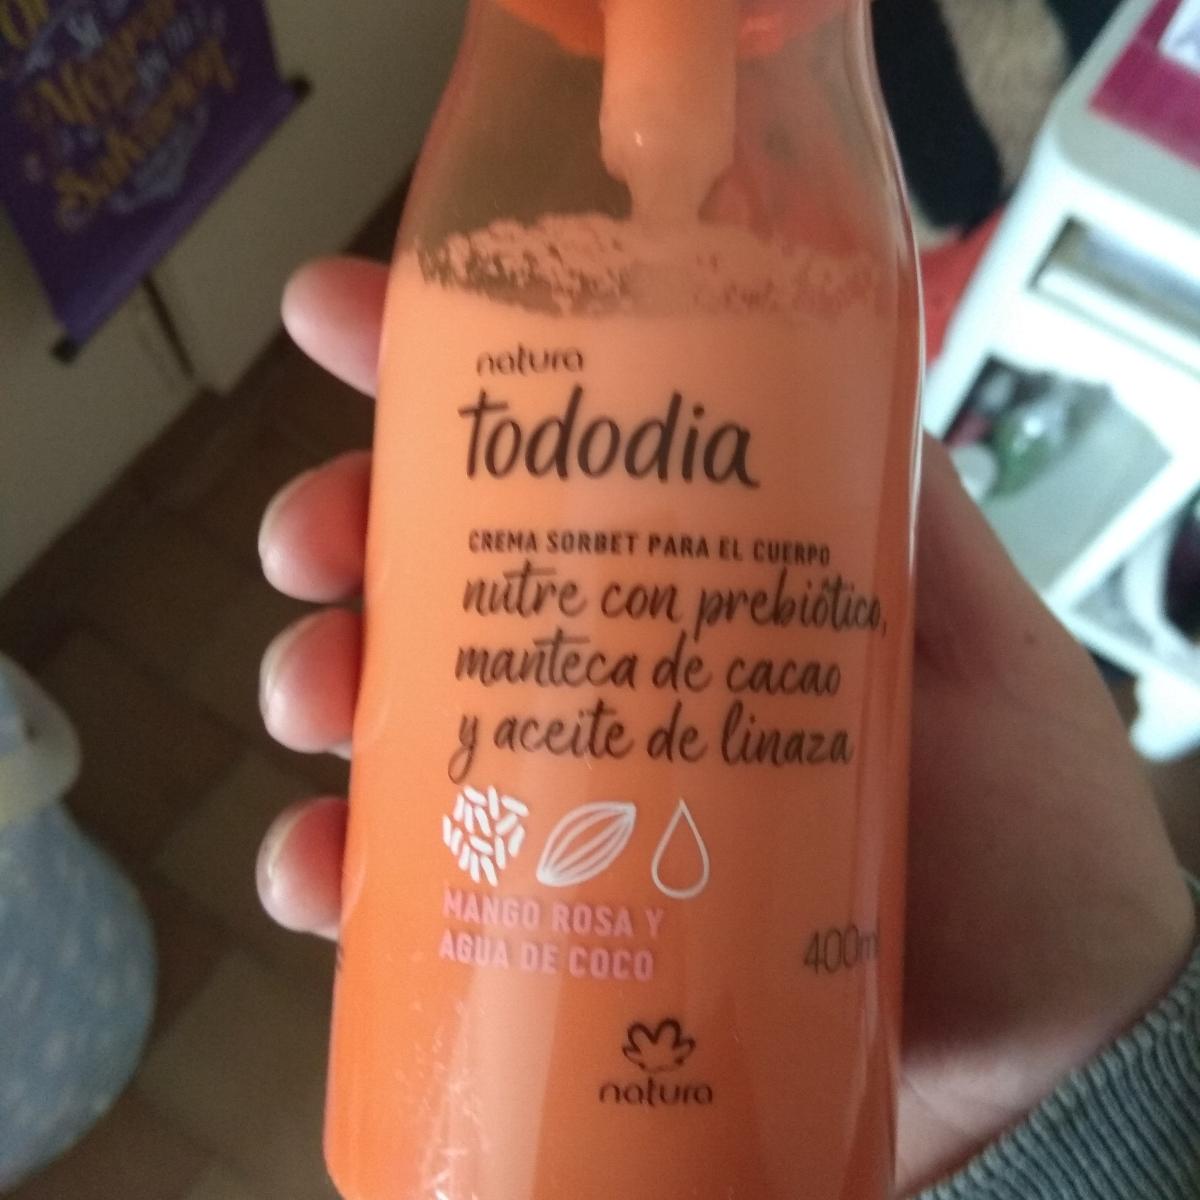 natura
tododia
CREMA SORBET PARA EL CUERPO
nutre con prebiótico,
manteca de cacao
y aceite de linaza
MANGO ROSA Y
AGUA DE COCO
400ml
natura